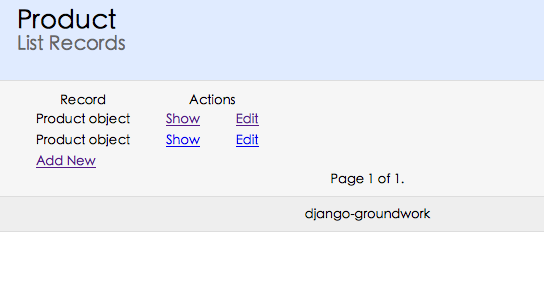 Product
List Records
Record Actions
Product object Show Edit
Product object Show Edit
Add New
Page 1 of 1.
django-groundwork